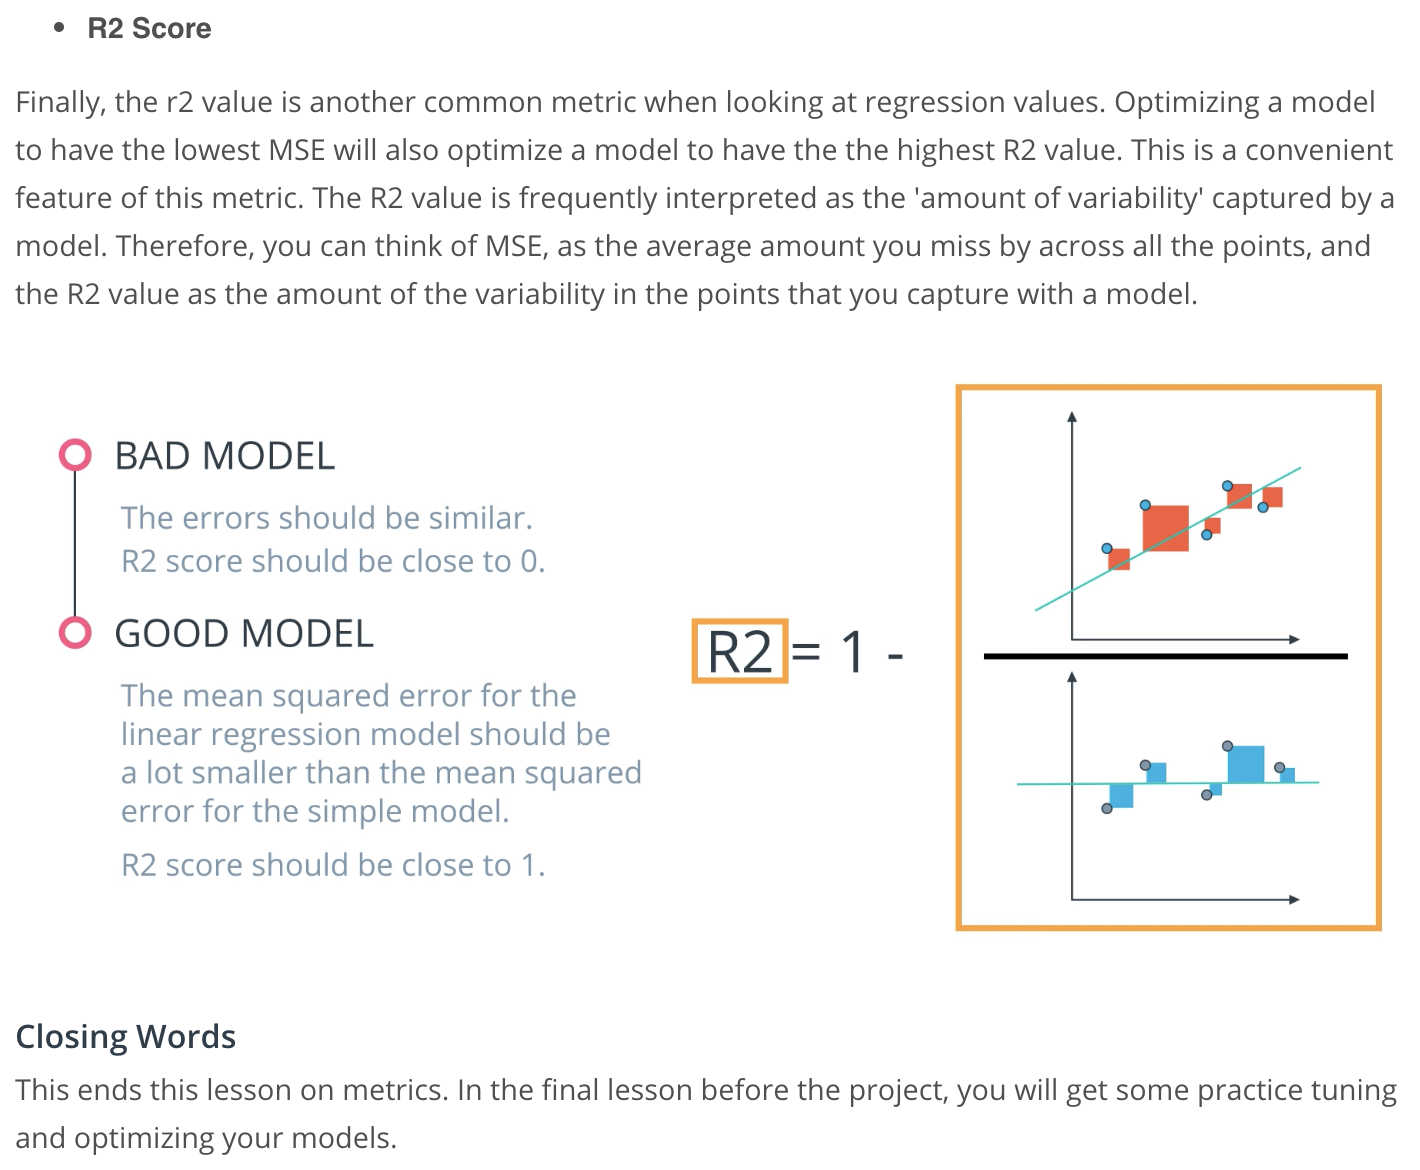 R2 Score
Finally, the r2 value is another common metric when looking at regression values. Optimizing a model
to have the lowest MSE will also optimize a model to have the the highest R2 value. This is a convenient
feature of this metric. The R2 value is frequently interpreted as the 'amount of variability' captured by a
model. Therefore, you can think of MSE, as the average amount you miss by across all the points, and
the R2 value as the amount of the variability in the points that you capture with a model.
BAD MODEL
The errors should be similar.
R2 score should be close to 0.
GOOD MODEL
The mean squared error for the
linear regression model should be
a lot smaller than the mean squared
error for the simple model.
R2 score should be close to 1.
R2 = 1 -
Closing Words
This ends this lesson on metrics. In the final lesson before the project, you will get some practice tuning
and optimizing your models.